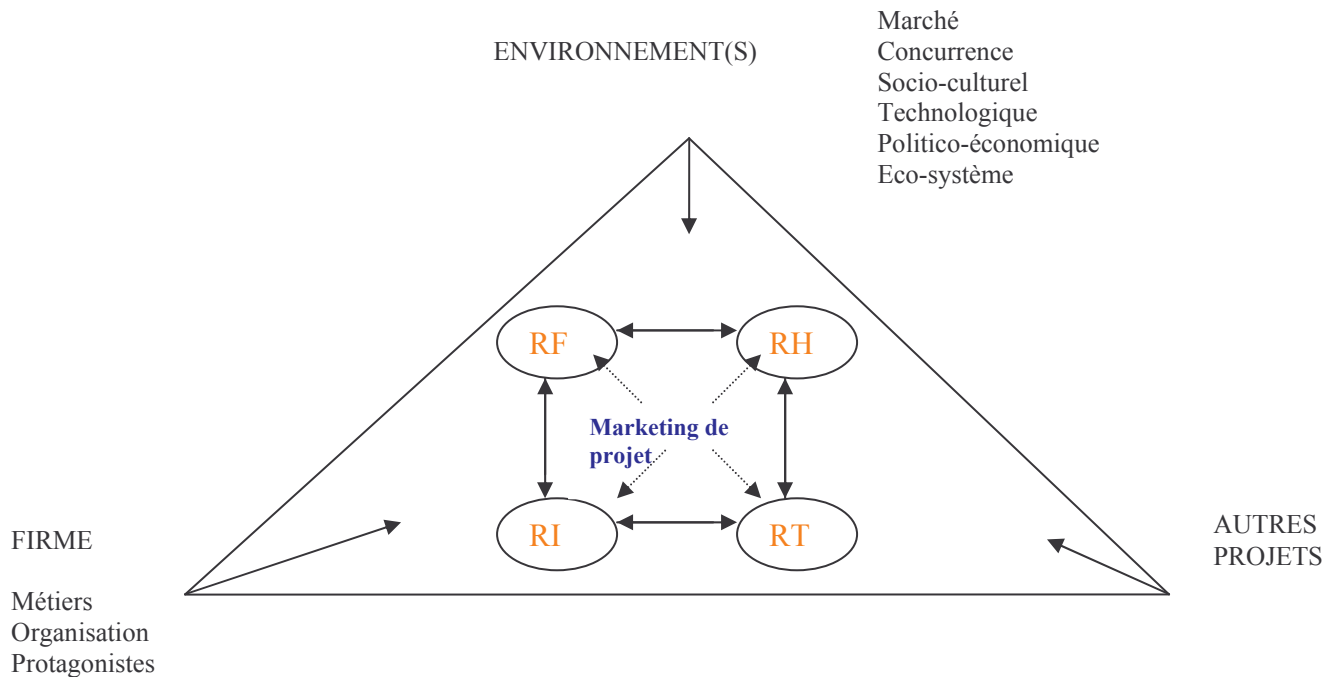 ENVIRONNEMENT(S)
Marché
Concurrence
Socio-culturel
Technologique
Politico-économique
Eco-système
RF
RH
Marketing de
projet
RI
RT
FIRME
Métiers
Organisation
Protagonistes
AUTRES
PROJETS